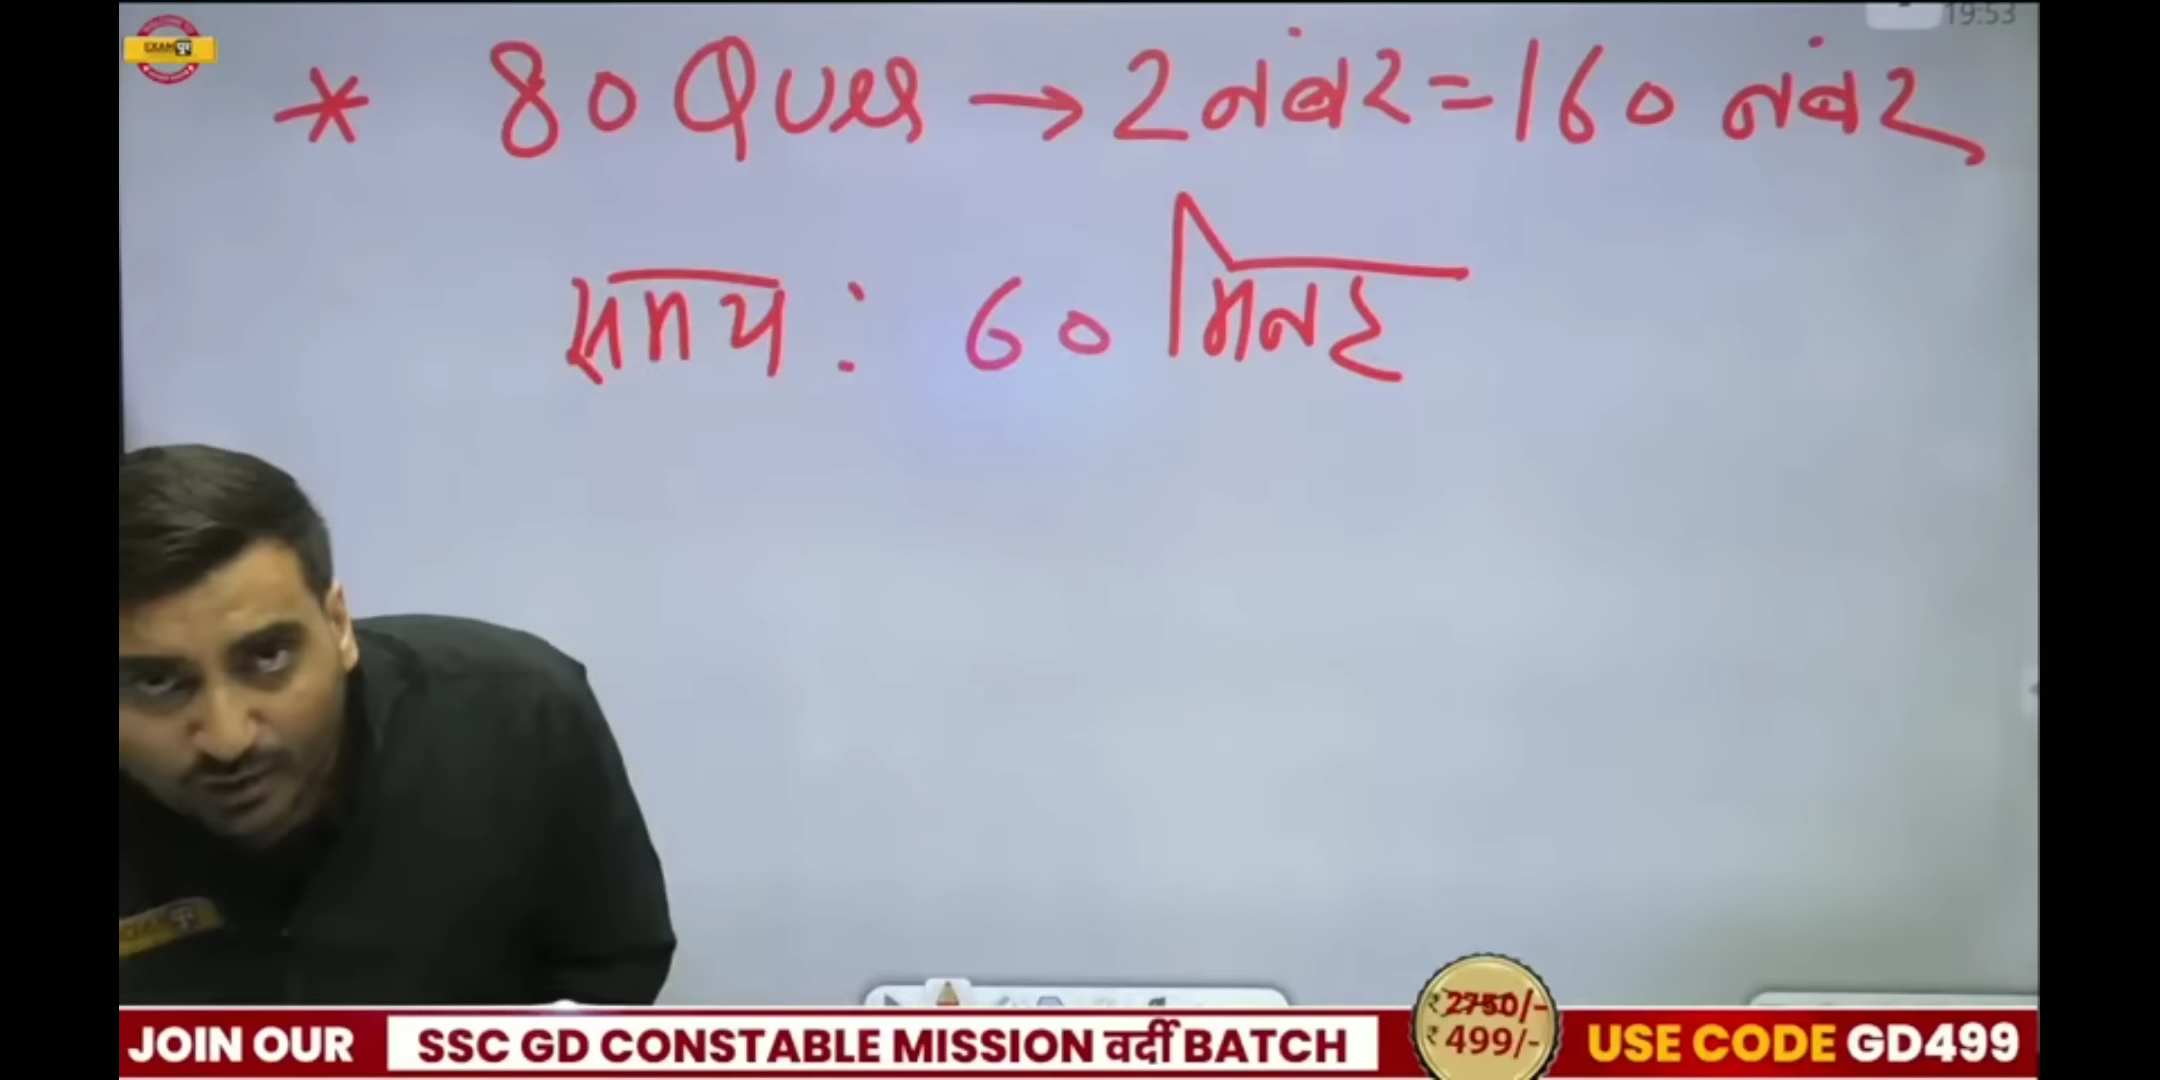 19:53
EXAM
* 80 Ques → 2 नंबर = 160 नंबर
समय : 60 मिनट
₹2750/-
₹499/-
JOIN OUR SSC GD CONSTABLE MISSION वर्दी BATCH USE CODE GD499